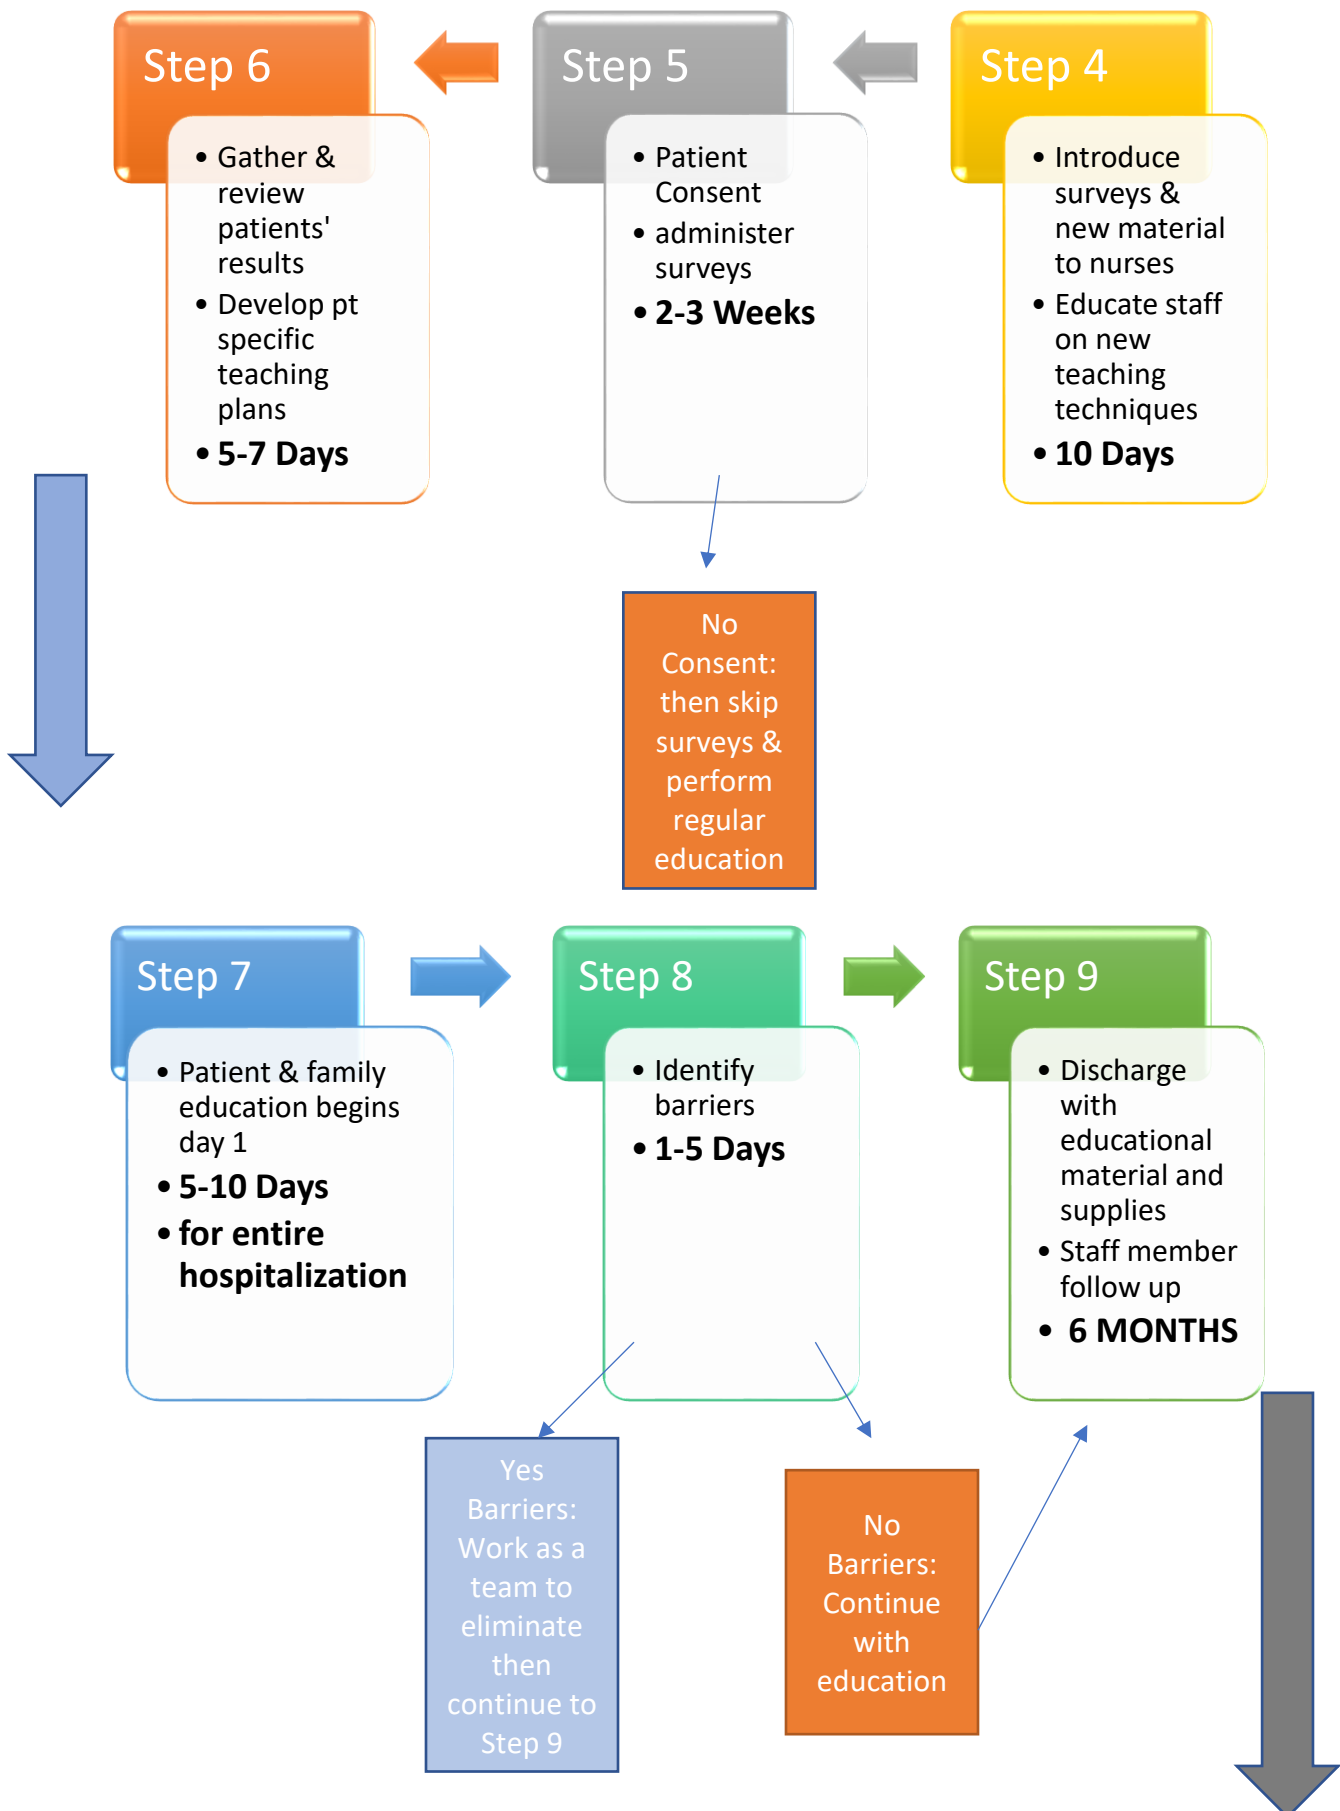 Step 6
• Gather &
review
patients'
results
• Develop pt
specific
teaching
plans
• 5-7 Days
Step 5
• Patient
Consent
• administer
surveys
• 2-3 Weeks
Step 4
• Introduce
surveys &
new material
to nurses
• Educate staff
on new
teaching
techniques
• 10 Days
No
Consent:
then skip
surveys &
perform
regular
education
Step 7
• Patient & family
education begins
day 1
• 5-10 Days
• for entire
hospitalization
Step 8
• Identify
barriers
• 1-5 Days
Step 9
• Discharge
with
educational
material and
supplies
• Staff member
follow up
• 6 MONTHS
Yes
Barriers:
Work as a
team to
eliminate
then
continue to
Step 9
No
Barriers:
Continue
with
education